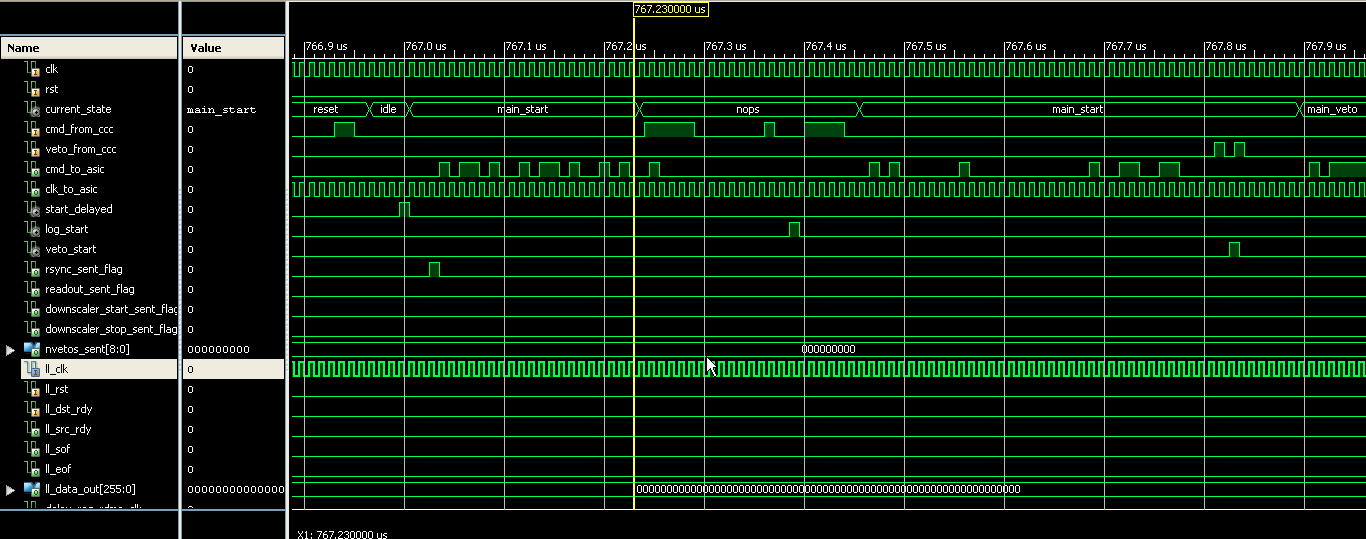 767.230000 us
Name Value 766.9 us 767.0 us 767.1 us 767.2 us 767.3 us 767.4 us 767.5 us 767.6 us 767.7 us 767.8 us 767.9 us
clk 0
rst 0
current_state main_start reset idle main_start nops main_start main_veto
cmd_from_ccc 0
veto_from_ccc 0
cmd_to_asic 0
clk_to_asic 0
start_delayed 0
log_start 0
veto_start 0
rsync_sent_flag 0
readout_sent_flag 0
downscaler_start_sent_flag 0
downscaler_stop_sent_flag 0
nvetos_sent[8:0] 000000000 000000000
ll_clk 0
ll_rst 0
ll_dst_rdy 0
ll_src_rdy 0
ll_sof 0
ll_eof 0
ll_data_out[255:0]
X1: 767.230000 us